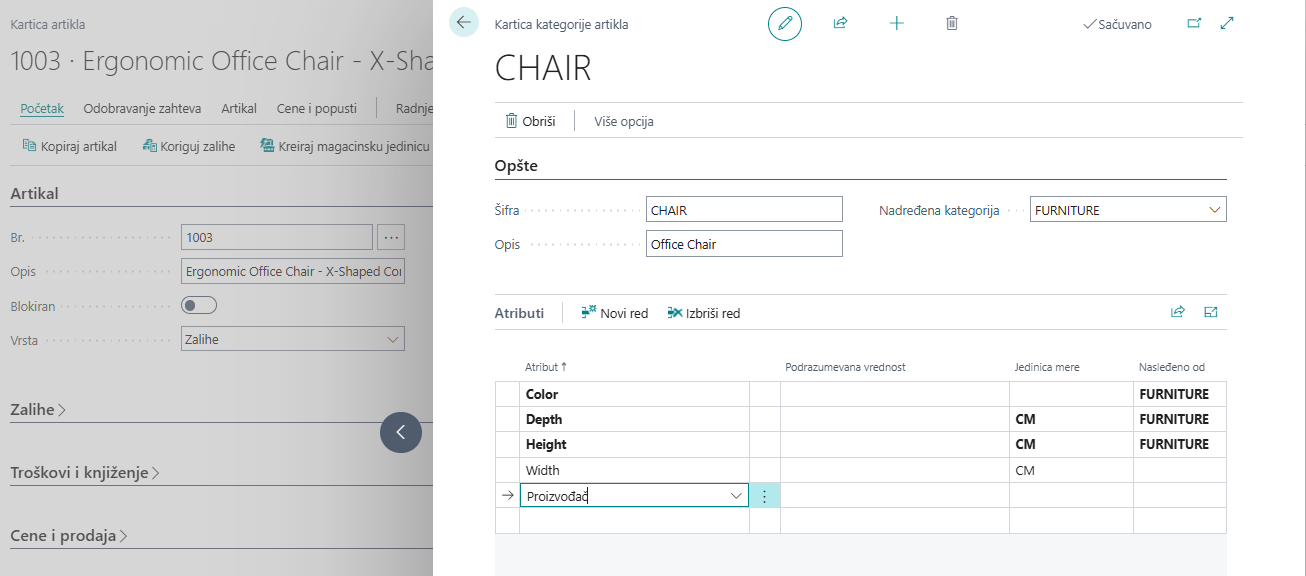 Kartica artikla
1003 · Ergonomic Office Chair - X-Sha
Početak Odobravanje zahteva Artikal Cene i popusti Radnje
Kopiraj artikal Koriguj zalihe Kreiraj magacinsku jedinicu
Artikal
Br. 1003 ...
Opis Ergonomic Office Chair - X-Shaped Cor
Blokiran
Vrsta Zalihe
Zalihe
Troškovi i knjiženje
Cene i prodaja
Kartica kategorije artikla Sačuvano
CHAIR
Obriši Više opcija
Opšte
Šifra CHAIR Nadređena kategorija FURNITURE
Opis Office Chair
Atributi Novi red Izbriši red
Atribut ↑ Podrazumevana vrednost Jedinica mere Nasleđeno od
Color FURNITURE
Depth CM FURNITURE
Height CM FURNITURE
Width CM
Proizvođač